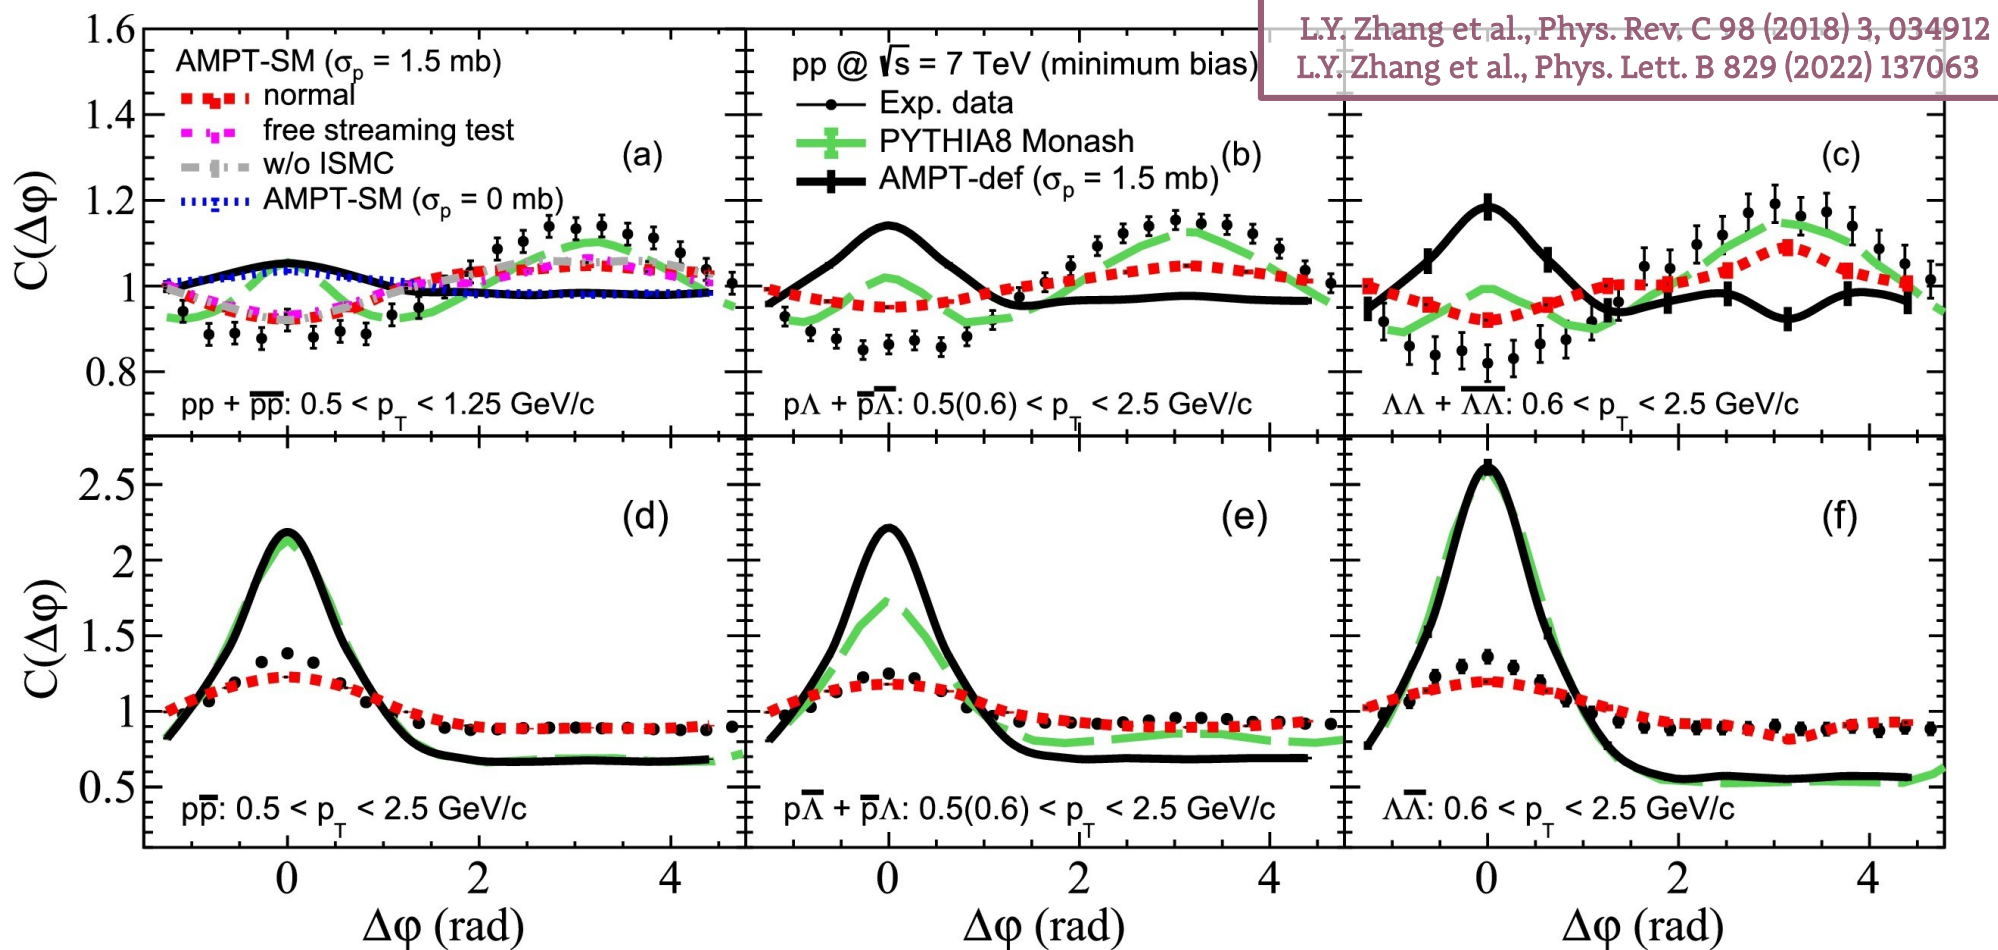 L.Y. Zhang et al., Phys. Rev. C 98 (2018) 3, 034912
L.Y. Zhang et al., Phys. Lett. B 829 (2022) 137063
C(Δφ)
1.6
1.4
1.2
1
0.8
AMPT-SM (σp = 1.5 mb)
normal
free streaming test
w/o ISMC
AMPT-SM (σp = 0 mb)
(a)
pp + p̅p̅: 0.5 < pT < 1.25 GeV/c
pp @ √s = 7 TeV (minimum bias)
Exp. data
PYTHIA8 Monash
AMPT-def (σp = 1.5 mb)
(b)
pΛ + p̅Λ̅: 0.5(0.6) < pT < 2.5 GeV/c
(c)
ΛΛ + Λ̅Λ̅: 0.6 < pT < 2.5 GeV/c
C(Δφ)
2.5
2
1.5
1
0.5
(d)
pp̅: 0.5 < pT < 2.5 GeV/c
(e)
pΛ̅ + p̅Λ: 0.5(0.6) < pT < 2.5 GeV/c
(f)
ΛΛ̅: 0.6 < pT < 2.5 GeV/c
0 2 4 0 2 4 0 2 4
Δφ (rad) Δφ (rad) Δφ (rad)